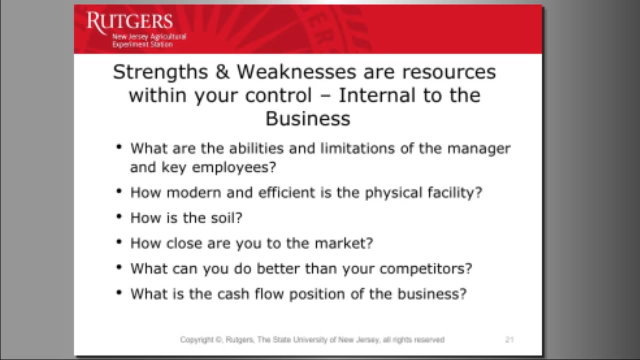 RUTGERS
New Jersey Agricultural
Experiment Station
Strengths & Weaknesses are resources
within your control – Internal to the
Business
• What are the abilities and limitations of the manager
and key employees?
• How modern and efficient is the physical facility?
• How is the soil?
• How close are you to the market?
• What can you do better than your competitors?
• What is the cash flow position of the business?
Copyright ©, Rutgers, The State University of New Jersey, all rights reserved
21